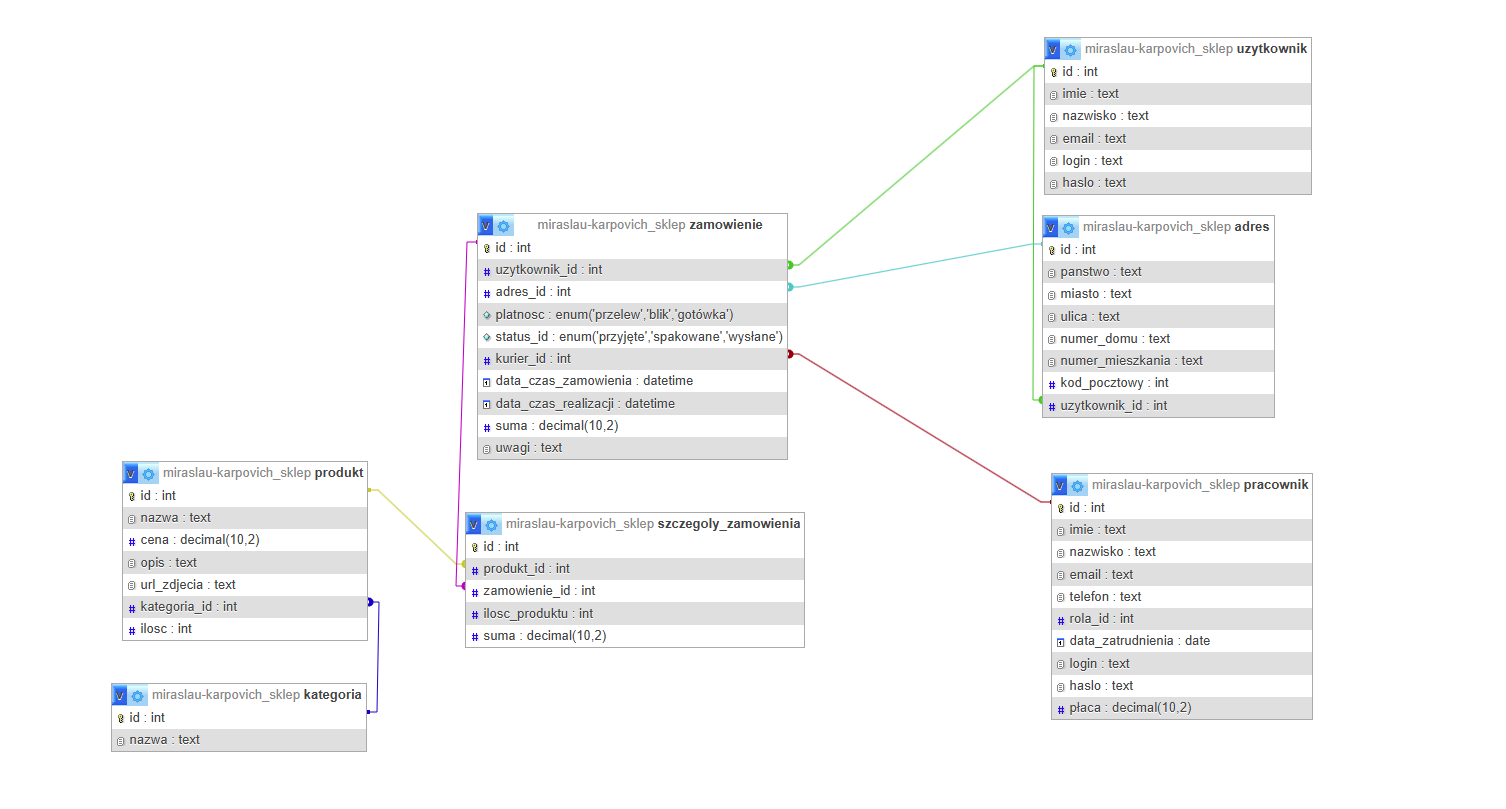 miraslau-karpovich_sklep uzytkownik
id : int
imie : text
nazwisko : text
email : text
login : text
haslo : text
miraslau-karpovich_sklep zamowienie
id : int
uzytkownik_id : int
adres_id : int
platnosc : enum('przelew','blik','gotówka')
status_id : enum('przyjęte','spakowane','wysłane')
kurier_id : int
data_czas_zamowienia : datetime
data_czas_realizacji : datetime
suma : decimal(10,2)
uwagi : text
miraslau-karpovich_sklep adres
id : int
panstwo : text
miasto : text
ulica : text
numer_domu : text
numer_mieszkania : text
kod_pocztowy : int
uzytkownik_id : int
miraslau-karpovich_sklep produkt
id : int
nazwa : text
cena : decimal(10,2)
opis : text
url_zdjecia : text
kategoria_id : int
ilosc : int
miraslau-karpovich_sklep szczegoly_zamowienia
id : int
produkt_id : int
zamowienie_id : int
ilosc_produktu : int
suma : decimal(10,2)
miraslau-karpovich_sklep pracownik
id : int
imie : text
nazwisko : text
email : text
telefon : text
rola_id : int
data_zatrudnienia : date
login : text
haslo : text
płaca : decimal(10,2)
miraslau-karpovich_sklep kategoria
id : int
nazwa : text